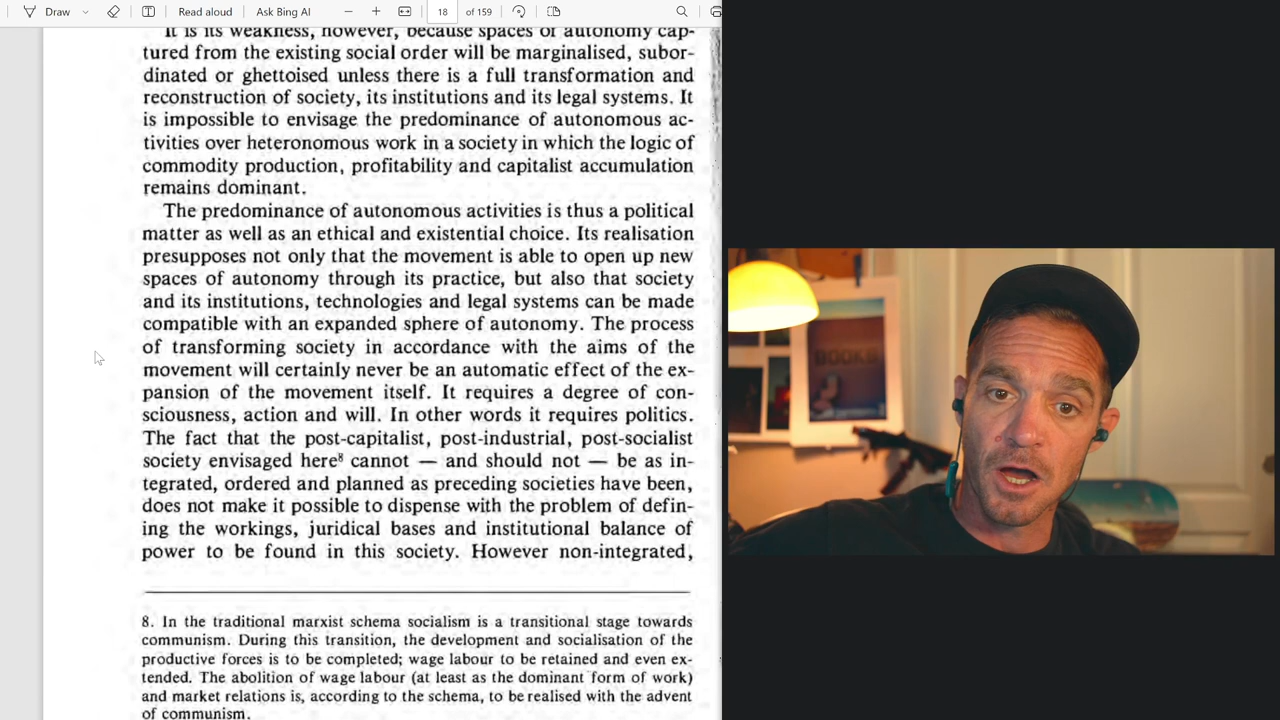 Draw
Read aloud
Ask Bing AI
18
of 159
It is its weakness, however, because spaces of autonomy cap-
tured from the existing social order will be marginalised, subor-
dinated or ghettoised unless there is a full transformation and
reconstruction of society, its institutions and its legal systems. It
is impossible to envisage the predominance of autonomous ac-
tivities over heteronomous work in a society in which the logic of
commodity production, profitability and capitalist accumulation
remains dominant.
The predominance of autonomous activities is thus a political
matter as well as an ethical and existential choice. Its realisation
presupposes not only that the movement is able to open up new
spaces of autonomy through its practice, but also that society
and its institutions, technologies and legal systems can be made
compatible with an expanded sphere of autonomy. The process
of transforming society in accordance with the aims of the
movement will certainly never be an automatic effect of the ex-
pansion of the movement itself. It requires a degree of con-
sciousness, action and will. In other words it requires politics.
The fact that the post-capitalist, post-industrial, post-socialist
society envisaged here⁸ cannot — and should not — be as in-
tegrated, ordered and planned as preceding societies have been,
does not make it possible to dispense with the problem of defin-
ing the workings, juridical bases and institutional balance of
power to be found in this society. However non-integrated,
8. In the traditional marxist schema socialism is a transitional stage towards
communism. During this transition, the development and socialisation of the
productive forces is to be completed; wage labour to be retained and even ex-
tended. The abolition of wage labour (at least as the dominant form of work)
and market relations is, according to the schema, to be realised with the advent
of communism.
BOOKS